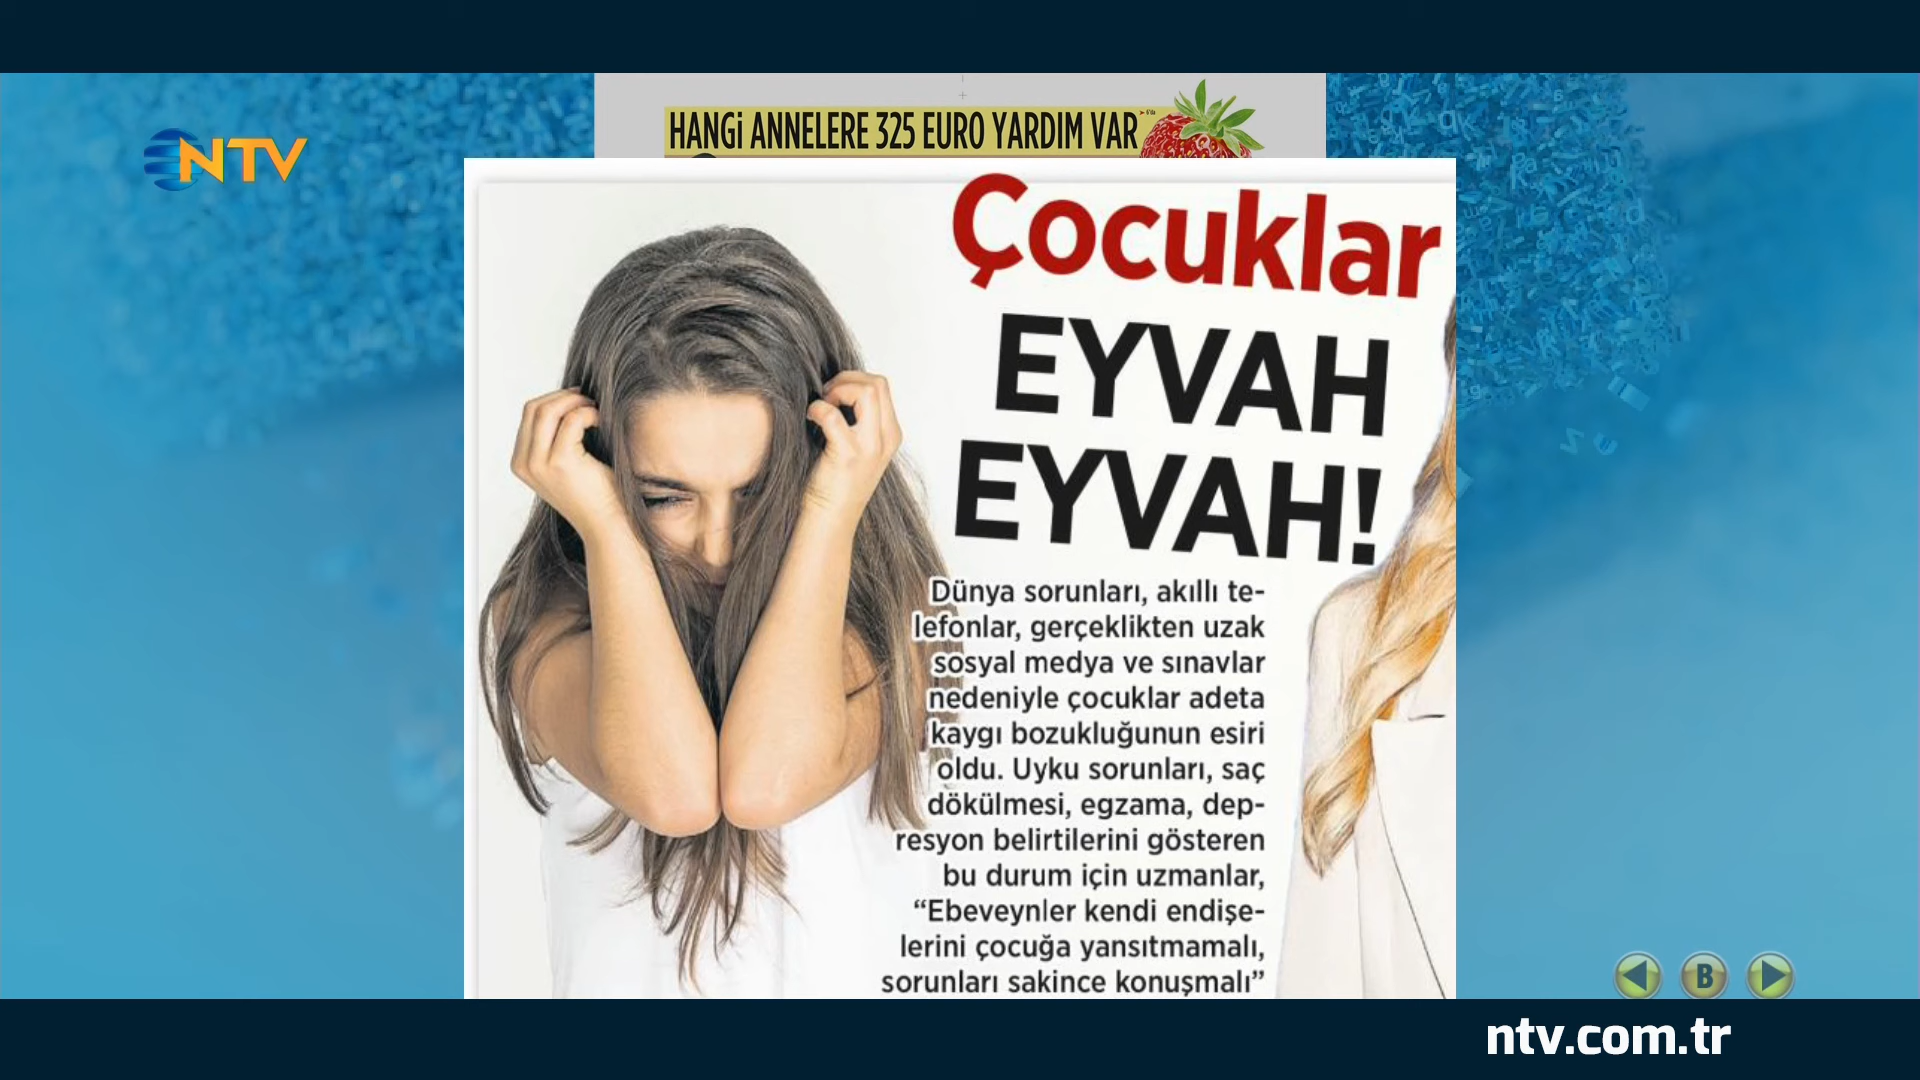 HANGİ ANNELERE 325 EURO YARDIM VAR
NTV
Çocuklar
EYVAH
EYVAH!
Dünya sorunları, akıllı te-
lefonlar, gerçeklikten uzak
sosyal medya ve sınavlar
nedeniyle çocuklar adeta
kaygı bozukluğunun esiri
oldu. Uyku sorunları, saç
dökülmesi, egzama, dep-
resyon belirtilerini gösteren
bu durum için uzmanlar,
“Ebeveynler kendi endişe-
lerini çocuğa yansıtmamalı,
sorunları sakince konuşmalı”
B
ntv.com.tr